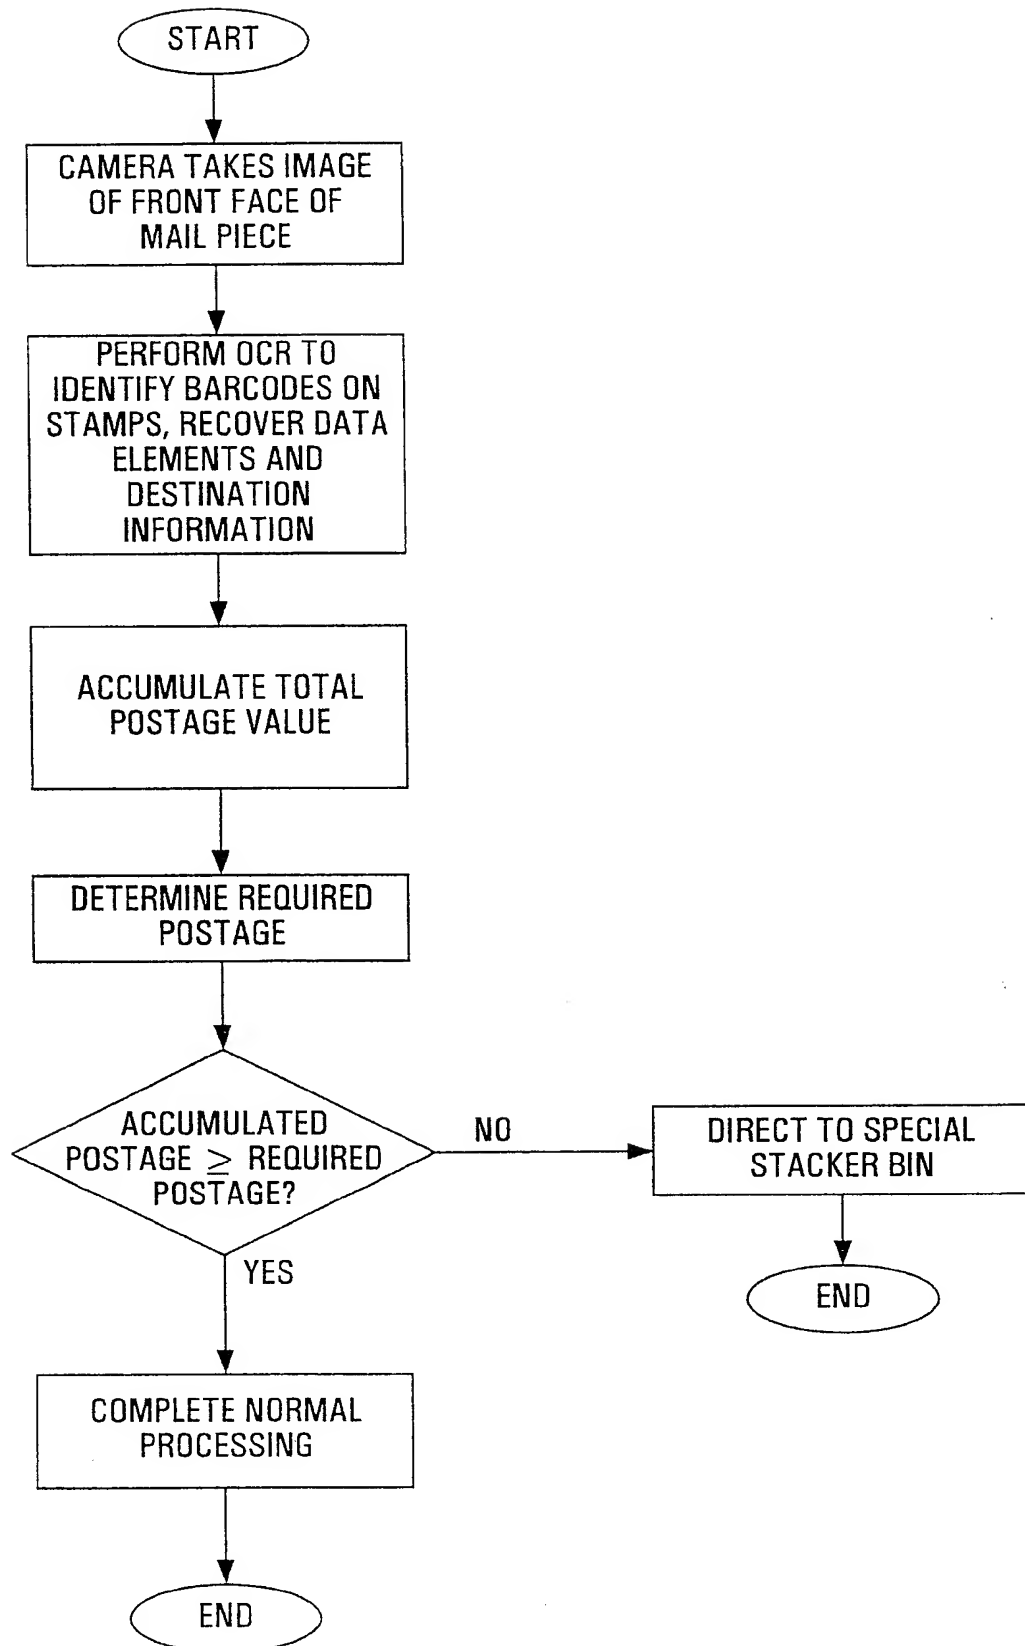 START
CAMERA TAKES IMAGE
OF FRONT FACE OF
MAIL PIECE
PERFORM OCR TO
IDENTIFY BARCODES ON
STAMPS, RECOVER DATA
ELEMENTS AND
DESTINATION
INFORMATION
ACCUMULATE TOTAL
POSTAGE VALUE
DETERMINE REQUIRED
POSTAGE
ACCUMULATED
POSTAGE ≥ REQUIRED
POSTAGE?
NO
DIRECT TO SPECIAL
STACKER BIN
END
YES
COMPLETE NORMAL
PROCESSING
END